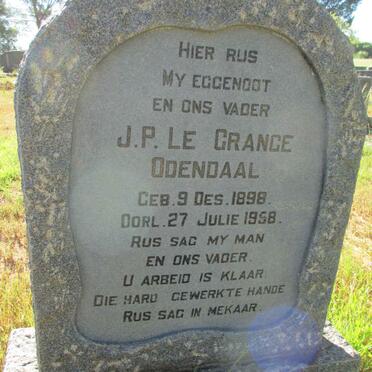 HIER RUS
MY EGGENOOT
EN ONS VADER
J.P. LE GRANGE
ODENDAAL
GEB. 9 DES. 1898.
OORL. 27 JULIE 1958.
RUS SAG MY MAN
EN ONS VADER.
U ARBEID IS KLAAR
DIE HARD GEWERKTE HANDE
RUS SAG IN MEKAAR.